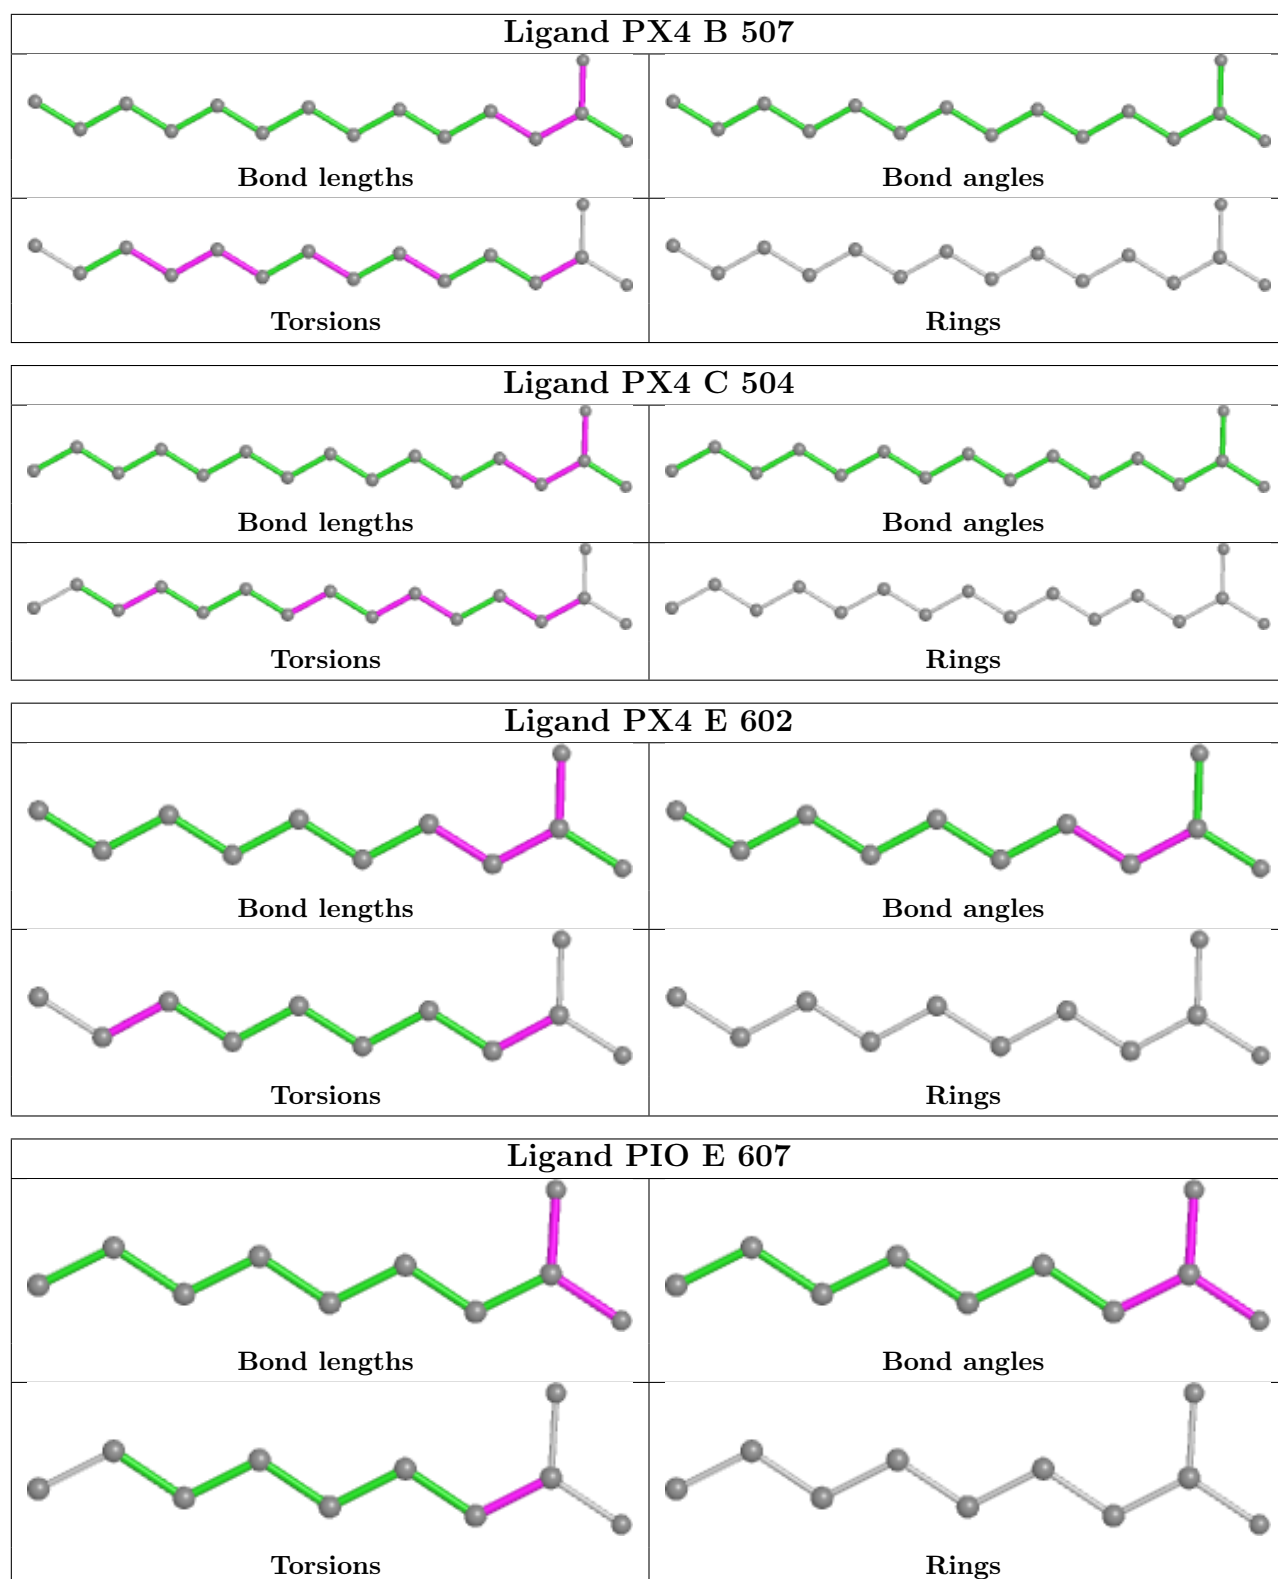 Ligand PX4 B 507
Bond lengths
Bond angles
Torsions
Rings
Ligand PX4 C 504
Bond lengths
Bond angles
Torsions
Rings
Ligand PX4 E 602
Bond lengths
Bond angles
Torsions
Rings
Ligand PIO E 607
Bond lengths
Bond angles
Torsions
Rings